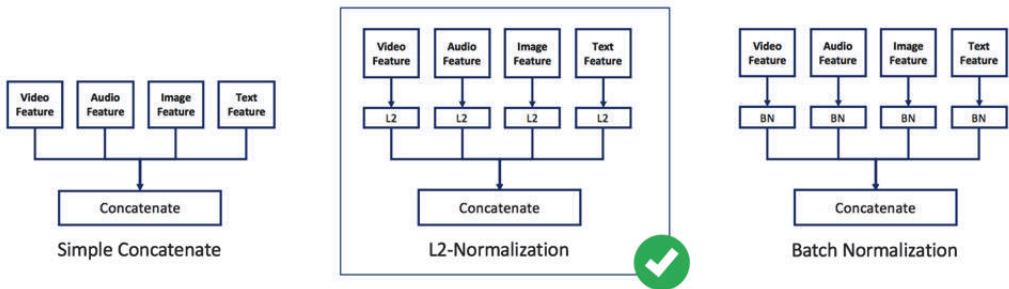 Video
Feature
Audio
Feature
Image
Feature
Text
Feature
Concatenate
Simple Concatenate
Video
Feature
Audio
Feature
Image
Feature
Text
Feature
L2
L2
L2
L2
Concatenate
L2-Normalization
Video
Feature
Audio
Feature
Image
Feature
Text
Feature
BN
BN
BN
BN
Concatenate
Batch Normalization